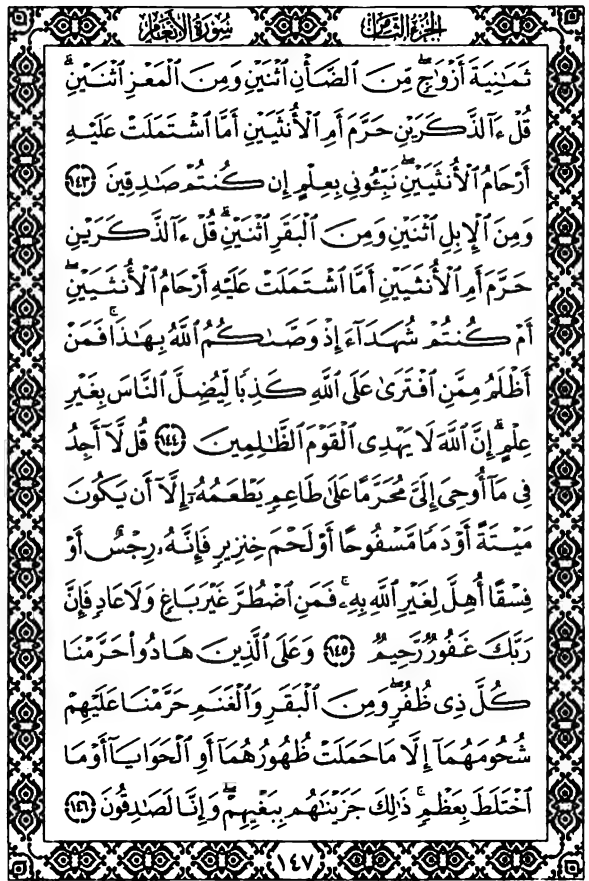 الجزء الثامن
سورة الأنعام
ثَمَٰنِيَةَ أَزْوَٰجٍۖ مِّنَ ٱلضَّأْنِ ٱثْنَيْنِ وَمِنَ ٱلْمَعْزِ ٱثْنَيْنِۗ
قُلْ ءَآلذَّكَرَيْنِ حَرَّمَ أَمِ ٱلْأُنثَيَيْنِ أَمَّا ٱشْتَمَلَتْ عَلَيْهِ
أَرْحَامُ ٱلْأُنثَيَيْنِۖ نَبِّـُٔونِى بِعِلْمٍ إِن كُنتُمْ صَٰدِقِينَ ١٤٣
وَمِنَ ٱلْإِبِلِ ٱثْنَيْنِ وَمِنَ ٱلْبَقَرِ ٱثْنَيْنِۗ قُلْ ءَآلذَّكَرَيْنِ
حَرَّمَ أَمِ ٱلْأُنثَيَيْنِ أَمَّا ٱشْتَمَلَتْ عَلَيْهِ أَرْحَامُ ٱلْأُنثَيَيْنِۖ
أَمْ كُنتُمْ شُهَدَآءَ إِذْ وَصَّىٰكُمُ ٱللَّهُ بِهَٰذَاۚ فَمَنْ
أَظْلَمُ مِمَّنِ ٱفْتَرَىٰ عَلَى ٱللَّهِ كَذِبًا لِّيُضِلَّ ٱلنَّاسَ بِغَيْرِ
عِلْمٍۗ إِنَّ ٱللَّهَ لَا يَهْدِى ٱلْقَوْمَ ٱلظَّٰلِمِينَ ١٤٤ قُل لَّآ أَجِدُ
فِى مَآ أُوحِىَ إِلَىَّ مُحَرَّمًا عَلَىٰ طَاعِمٍ يَطْعَمُهُۥٓ إِلَّآ أَن يَكُونَ
مَيْتَةً أَوْ دَمًا مَّسْفُوحًا أَوْ لَحْمَ خِنزِيرٍ فَإِنَّهُۥ رِجْسٌ أَوْ
فِسْقًا أُهِلَّ لِغَيْرِ ٱللَّهِ بِهِۦۚ فَمَنِ ٱضْطُرَّ غَيْرَ بَاغٍ وَلَا عَادٍ فَإِنَّ
رَبَّكَ غَفُورٌ رَّحِيمٌ ١٤٥ وَعَلَى ٱلَّذِينَ هَادُوا۟ حَرَّمْنَا
كُلَّ ذِى ظُفُرٍۖ وَمِنَ ٱلْبَقَرِ وَٱلْغَنَمِ حَرَّمْنَا عَلَيْهِمْ
شُحُومَهُمَآ إِلَّا مَا حَمَلَتْ ظُهُورُهُمَآ أَوِ ٱلْحَوَايَآ أَوْ مَا
ٱخْتَلَطَ بِعَظْمٍۚ ذَٰلِكَ جَزَيْنَٰهُم بِبَغْيِهِمْۖ وَإِنَّا لَصَٰدِقُونَ ١٤٦
١٤٧